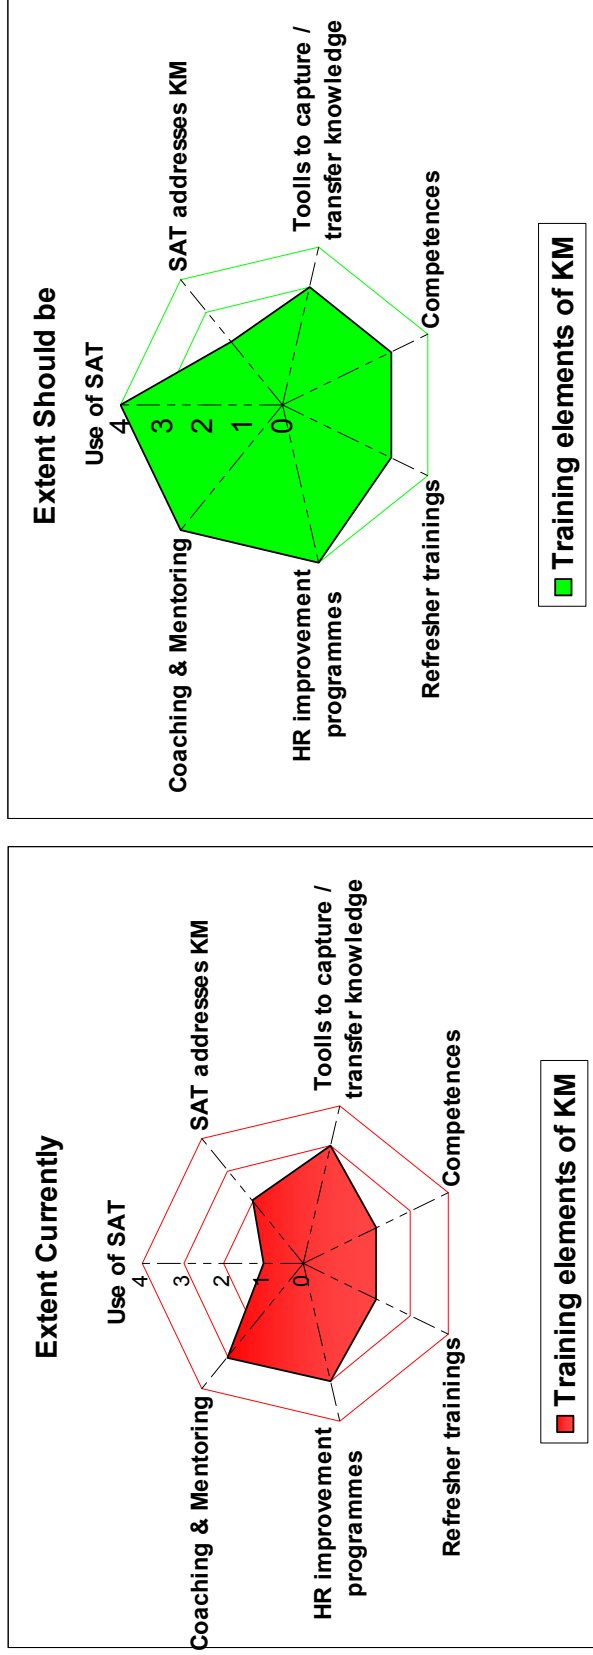 Extent Currently
Use of SAT
SAT addresses KM
Toolls to capture /
transfer knowledge
Competences
Refresher trainings
HR improvement
programmes
Coaching & Mentoring
4
3
2
1
0
Training elements of KM
Extent Should be
Use of SAT
SAT addresses KM
Toolls to capture /
transfer knowledge
Competences
Refresher trainings
HR improvement
programmes
Coaching & Mentoring
4
3
2
1
0
Training elements of KM